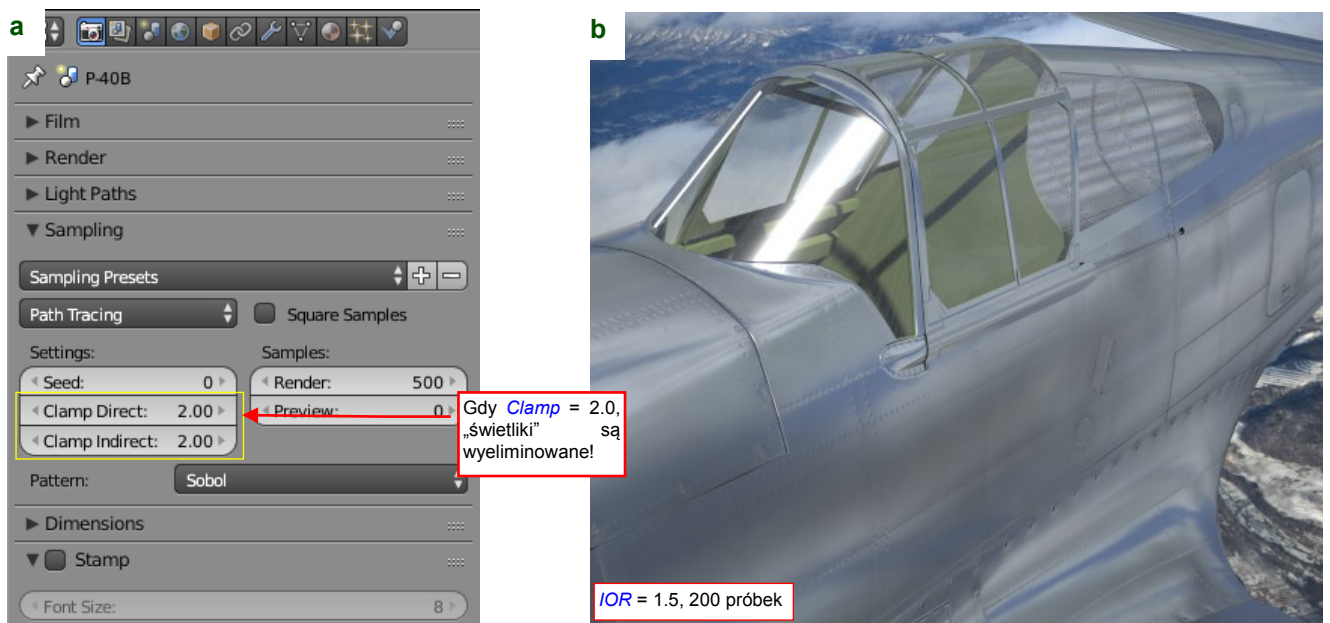 a
P-40B
Film
Render
Light Paths
Sampling
Sampling Presets
Path Tracing
Square Samples
Settings:
Samples:
Seed: 0
Render: 500
Clamp Direct: 2.00
Preview: 0
Clamp Indirect: 2.00
Pattern:
Sobol
Dimensions
Stamp
Font Size: 8
Gdy Clamp = 2.0,
„świetliki” są
wyeliminowane!
b
IOR = 1.5, 200 próbek